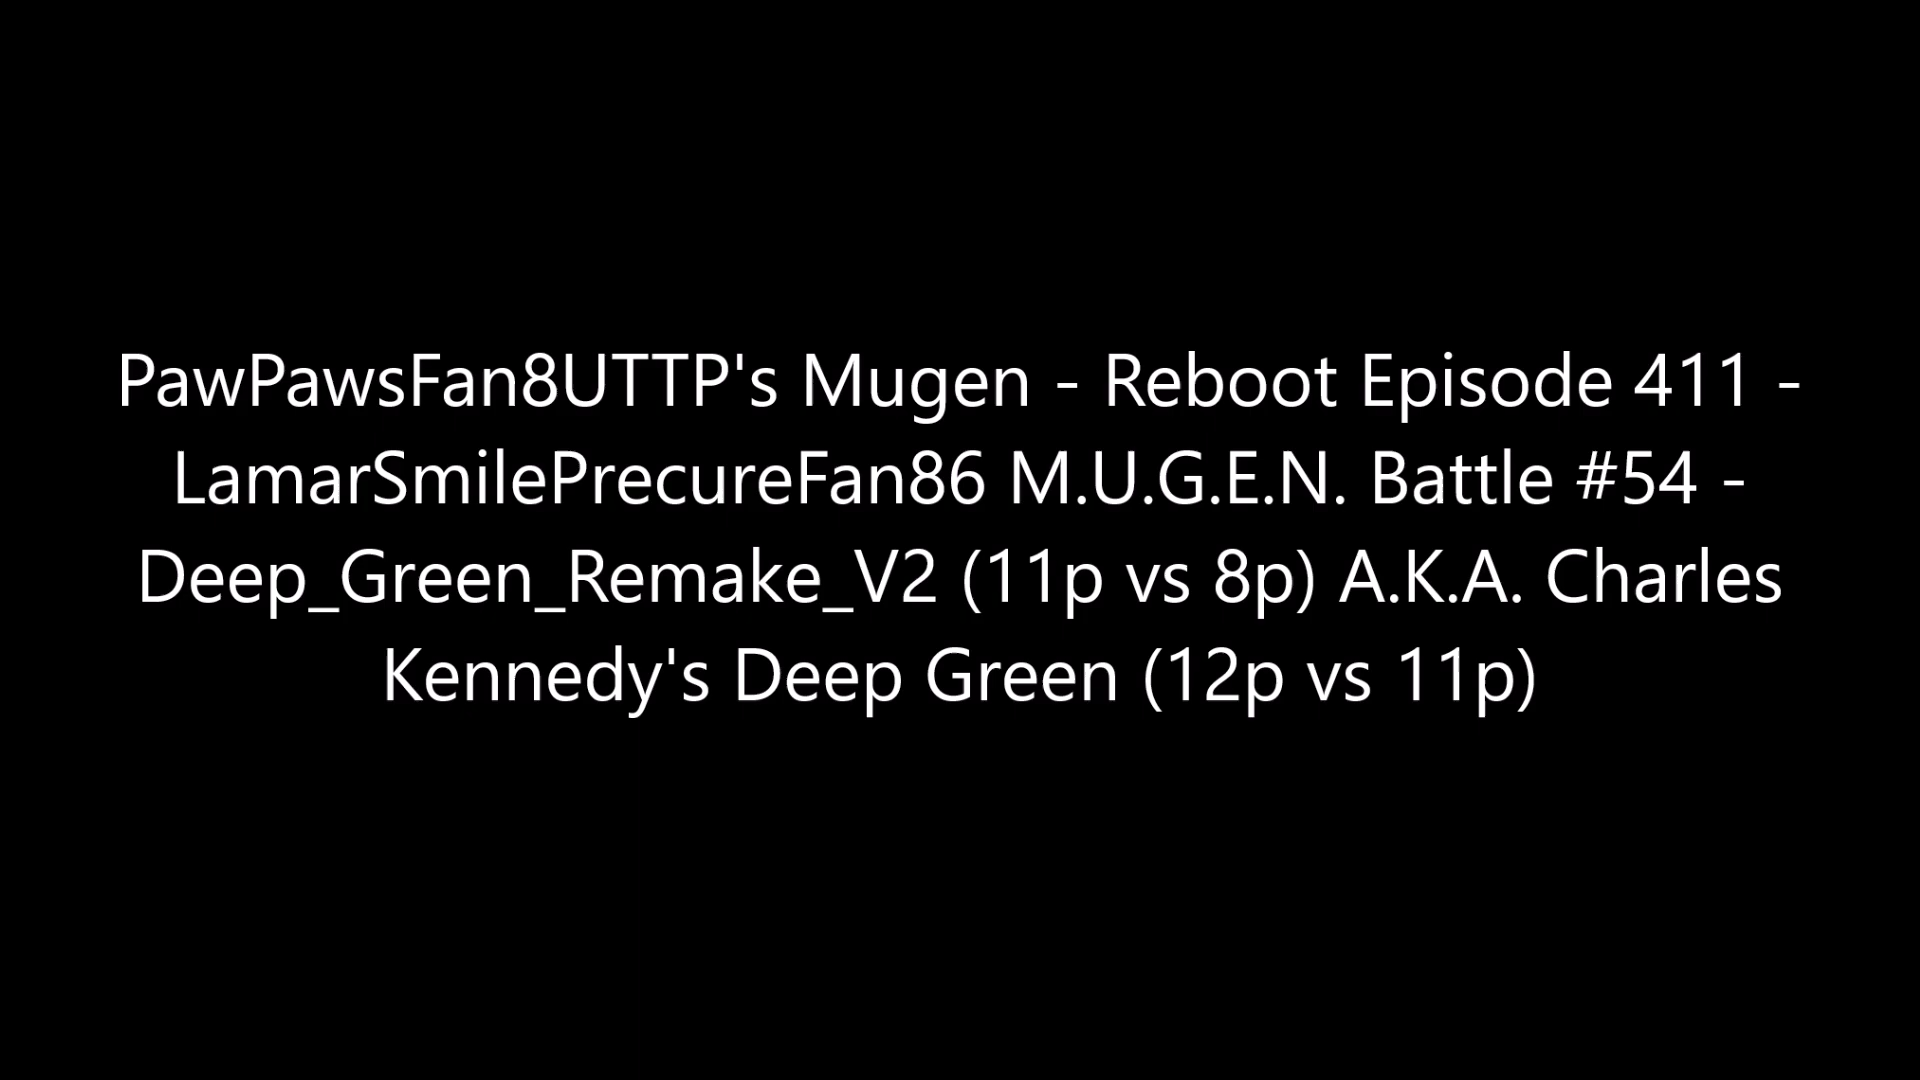 PawPawsFan8UTTP's Mugen - Reboot Episode 411 -
LamarSmilePrecureFan86 M.U.G.E.N. Battle #54 -
Deep_Green_Remake_V2 (11p vs 8p) A.K.A. Charles
Kennedy's Deep Green (12p vs 11p)